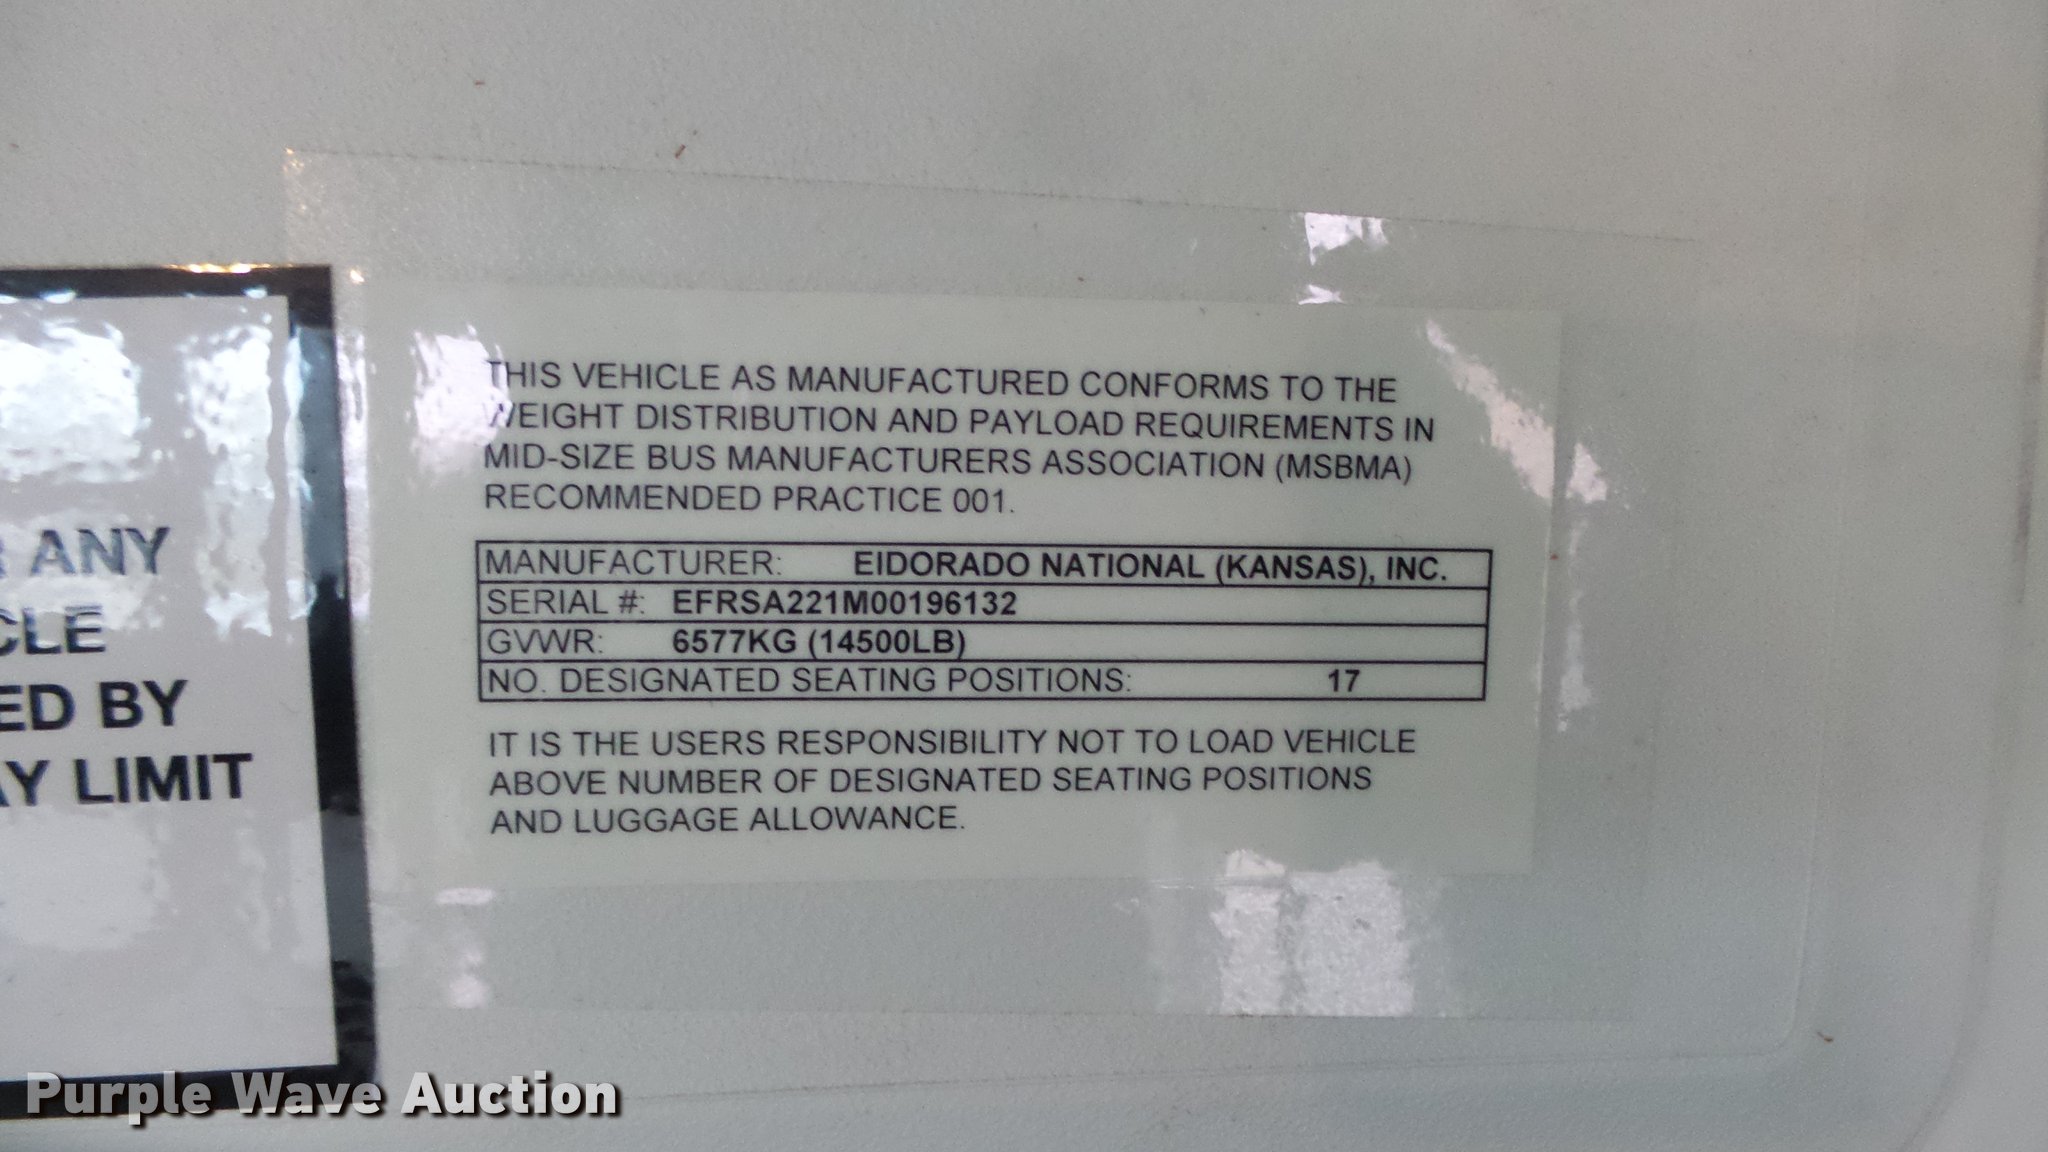 THIS VEHICLE AS MANUFACTURED CONFORMS TO THE
WEIGHT DISTRIBUTION AND PAYLOAD REQUIREMENTS IN
MID-SIZE BUS MANUFACTURERS ASSOCIATION (MSBMA)
RECOMMENDED PRACTICE 001.
MANUFACTURER: EIDORADO NATIONAL (KANSAS), INC.
SERIAL #: EFRSA221M00196132
GVWR: 6577KG (14500LB)
NO. DESIGNATED SEATING POSITIONS: 17
IT IS THE USERS RESPONSIBILITY NOT TO LOAD VEHICLE
ABOVE NUMBER OF DESIGNATED SEATING POSITIONS
AND LUGGAGE ALLOWANCE.
ANY
CLE
ED BY
AY LIMIT
Purple Wave Auction